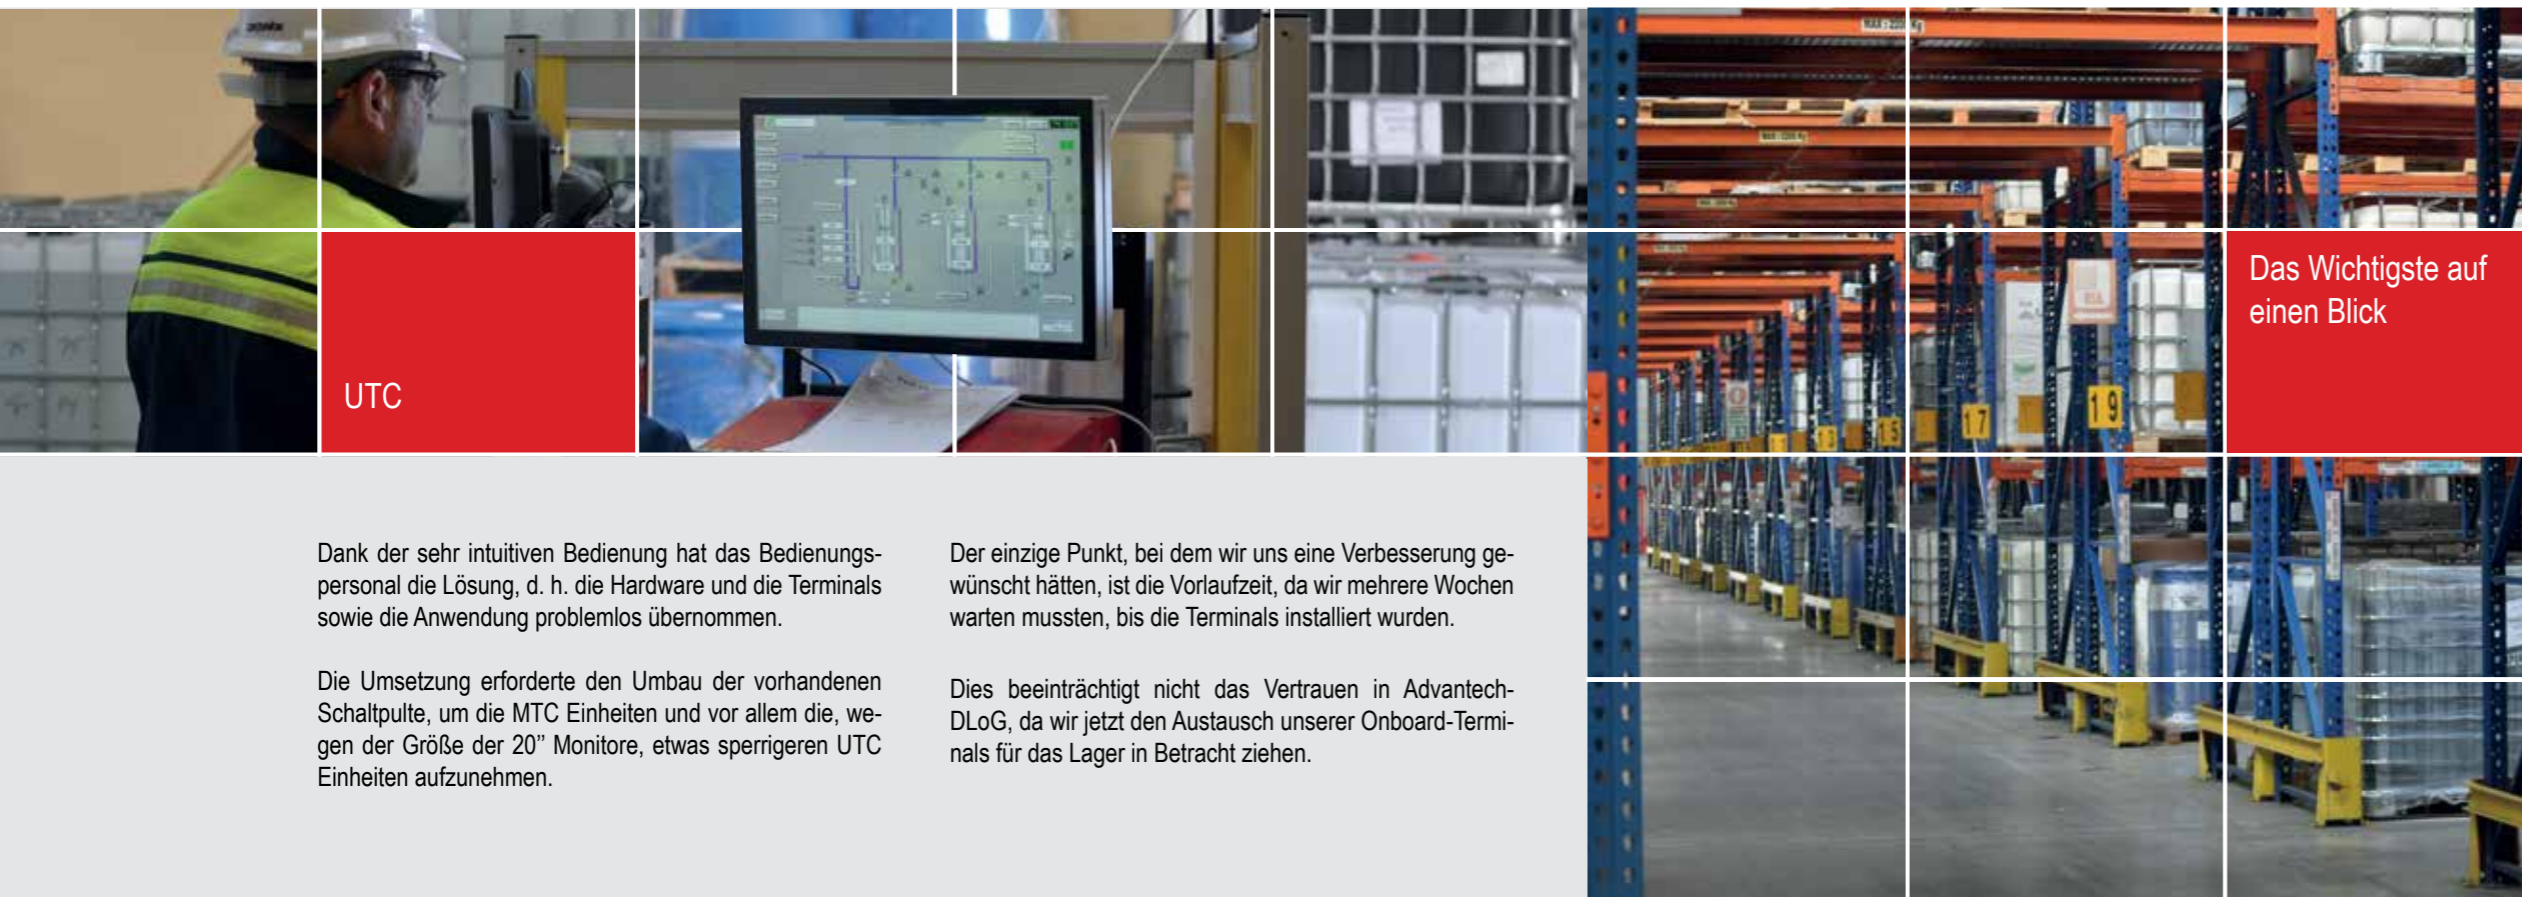 UTC
Das Wichtigste auf
einen Blick
17
19
13
15
Dank der sehr intuitiven Bedienung hat das Bedienungs-
personal die Lösung, d. h. die Hardware und die Terminals
sowie die Anwendung problemlos übernommen.
Die Umsetzung erforderte den Umbau der vorhandenen
Schaltpulte, um die MTC Einheiten und vor allem die, we-
gen der Größe der 20’’ Monitore, etwas sperrigeren UTC
Einheiten aufzunehmen.
Der einzige Punkt, bei dem wir uns eine Verbesserung ge-
wünscht hätten, ist die Vorlaufzeit, da wir mehrere Wochen
warten mussten, bis die Terminals installiert wurden.
Dies beeinträchtigt nicht das Vertrauen in Advantech-
DLoG, da wir jetzt den Austausch unserer Onboard-Termi-
nals für das Lager in Betracht ziehen.